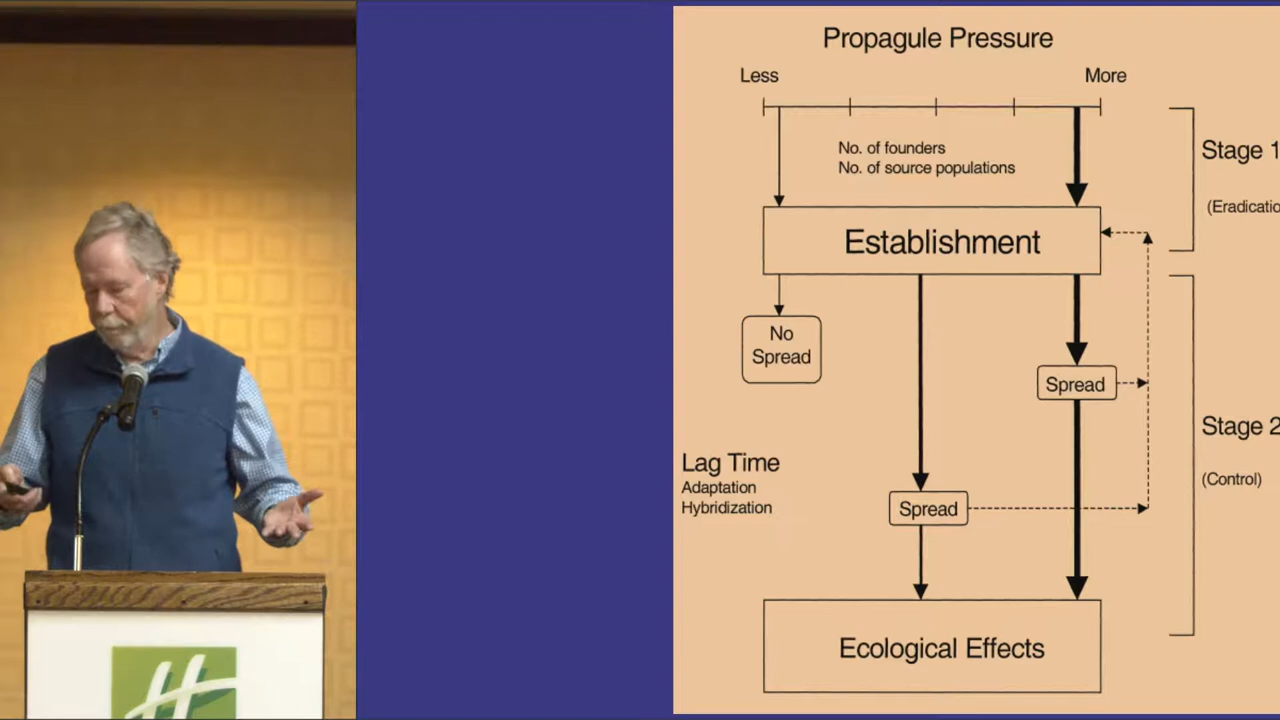 Propagule Pressure
Less
More
No. of founders
No. of source populations
Stage 1
(Eradicatio
Establishment
No
Spread
Spread
Stage 2
(Control)
Lag Time
Adaptation
Hybridization
Spread
Ecological Effects